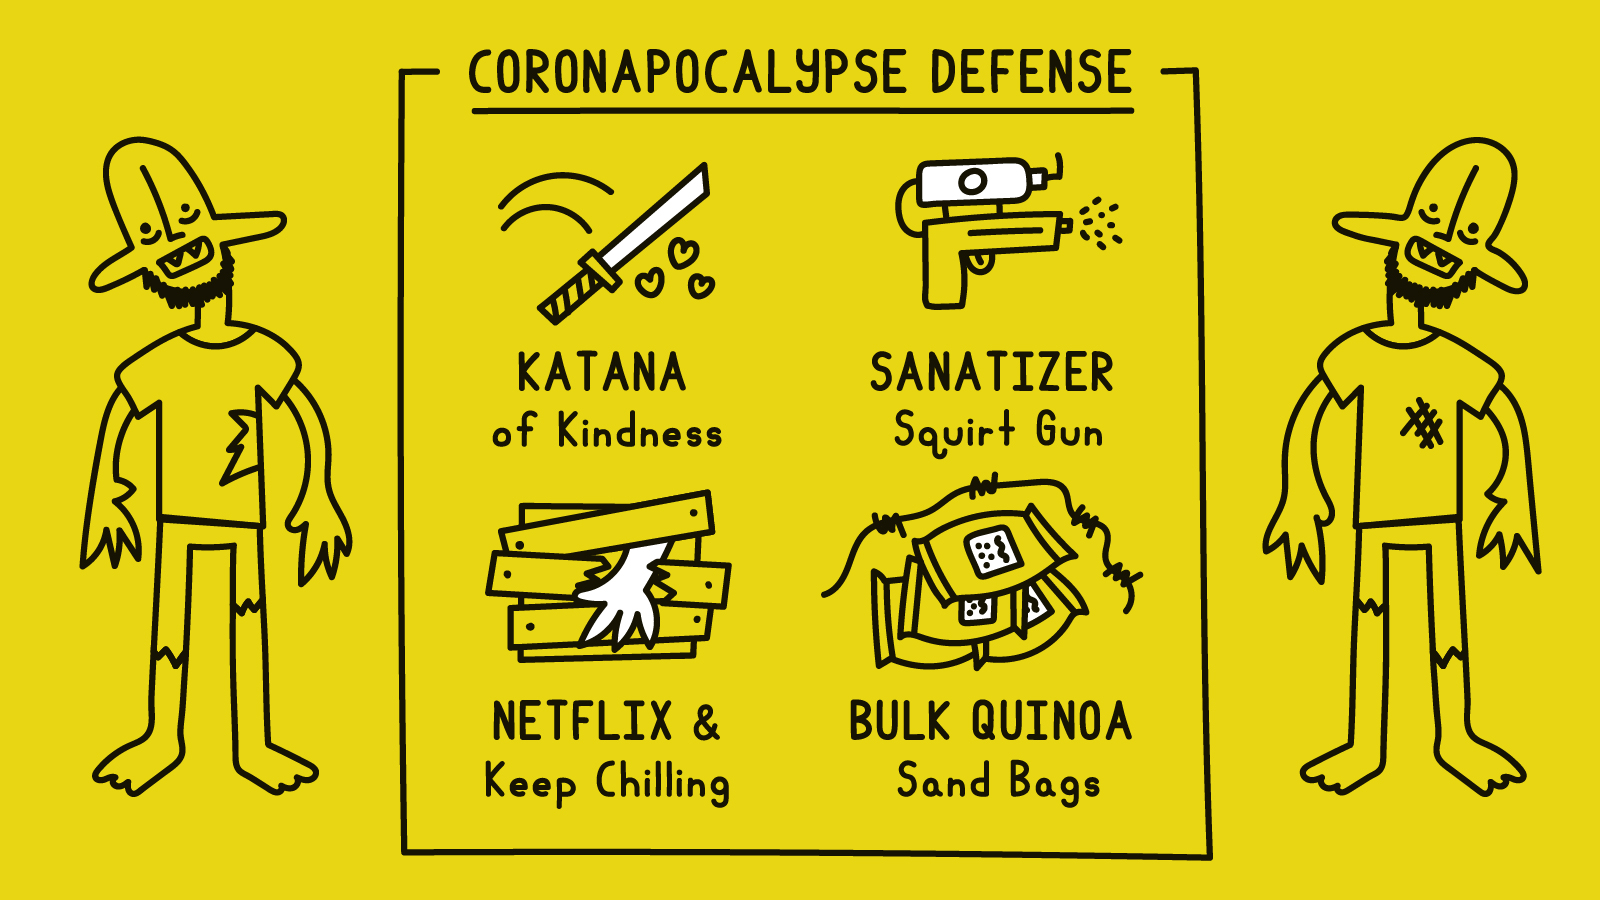 CORONAPOCALYPSE DEFENSE
KATANA
of Kindness
SANATIZER
Squirt Gun
NETFLIX &
Keep Chilling
BULK QUINOA
Sand Bags